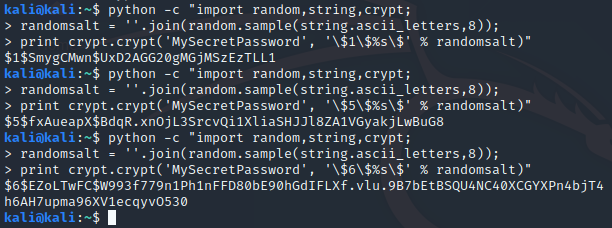 kali@kali:~$ python -c "import random,string,crypt;
> randomsalt = ''.join(random.sample(string.ascii_letters,8));
> print crypt.crypt('MySecretPassword', '\$1\$%s\$' % randomsalt)"
$1$SmygCMwn$UxD2AGG20gMGjMSzEzTLL1
kali@kali:~$ python -c "import random,string,crypt;
> randomsalt = ''.join(random.sample(string.ascii_letters,8));
> print crypt.crypt('MySecretPassword', '\$5\$%s\$' % randomsalt)"
$5$fxAueapX$BdqR.xnOjL3SrcvQi1XliaSHJJl8ZA1VGyakjLwBuG8
kali@kali:~$ python -c "import random,string,crypt;
> randomsalt = ''.join(random.sample(string.ascii_letters,8));
> print crypt.crypt('MySecretPassword', '\$6\$%s\$' % randomsalt)"
$6$EZoLTwFC$W993f779n1Ph1nFFD80bE90hGdIFLXf.vlu.9B7bEtBSQU4NC40XCGYXPn4bjT4
h6AH7upma96XV1ecqyvO530
kali@kali:~$